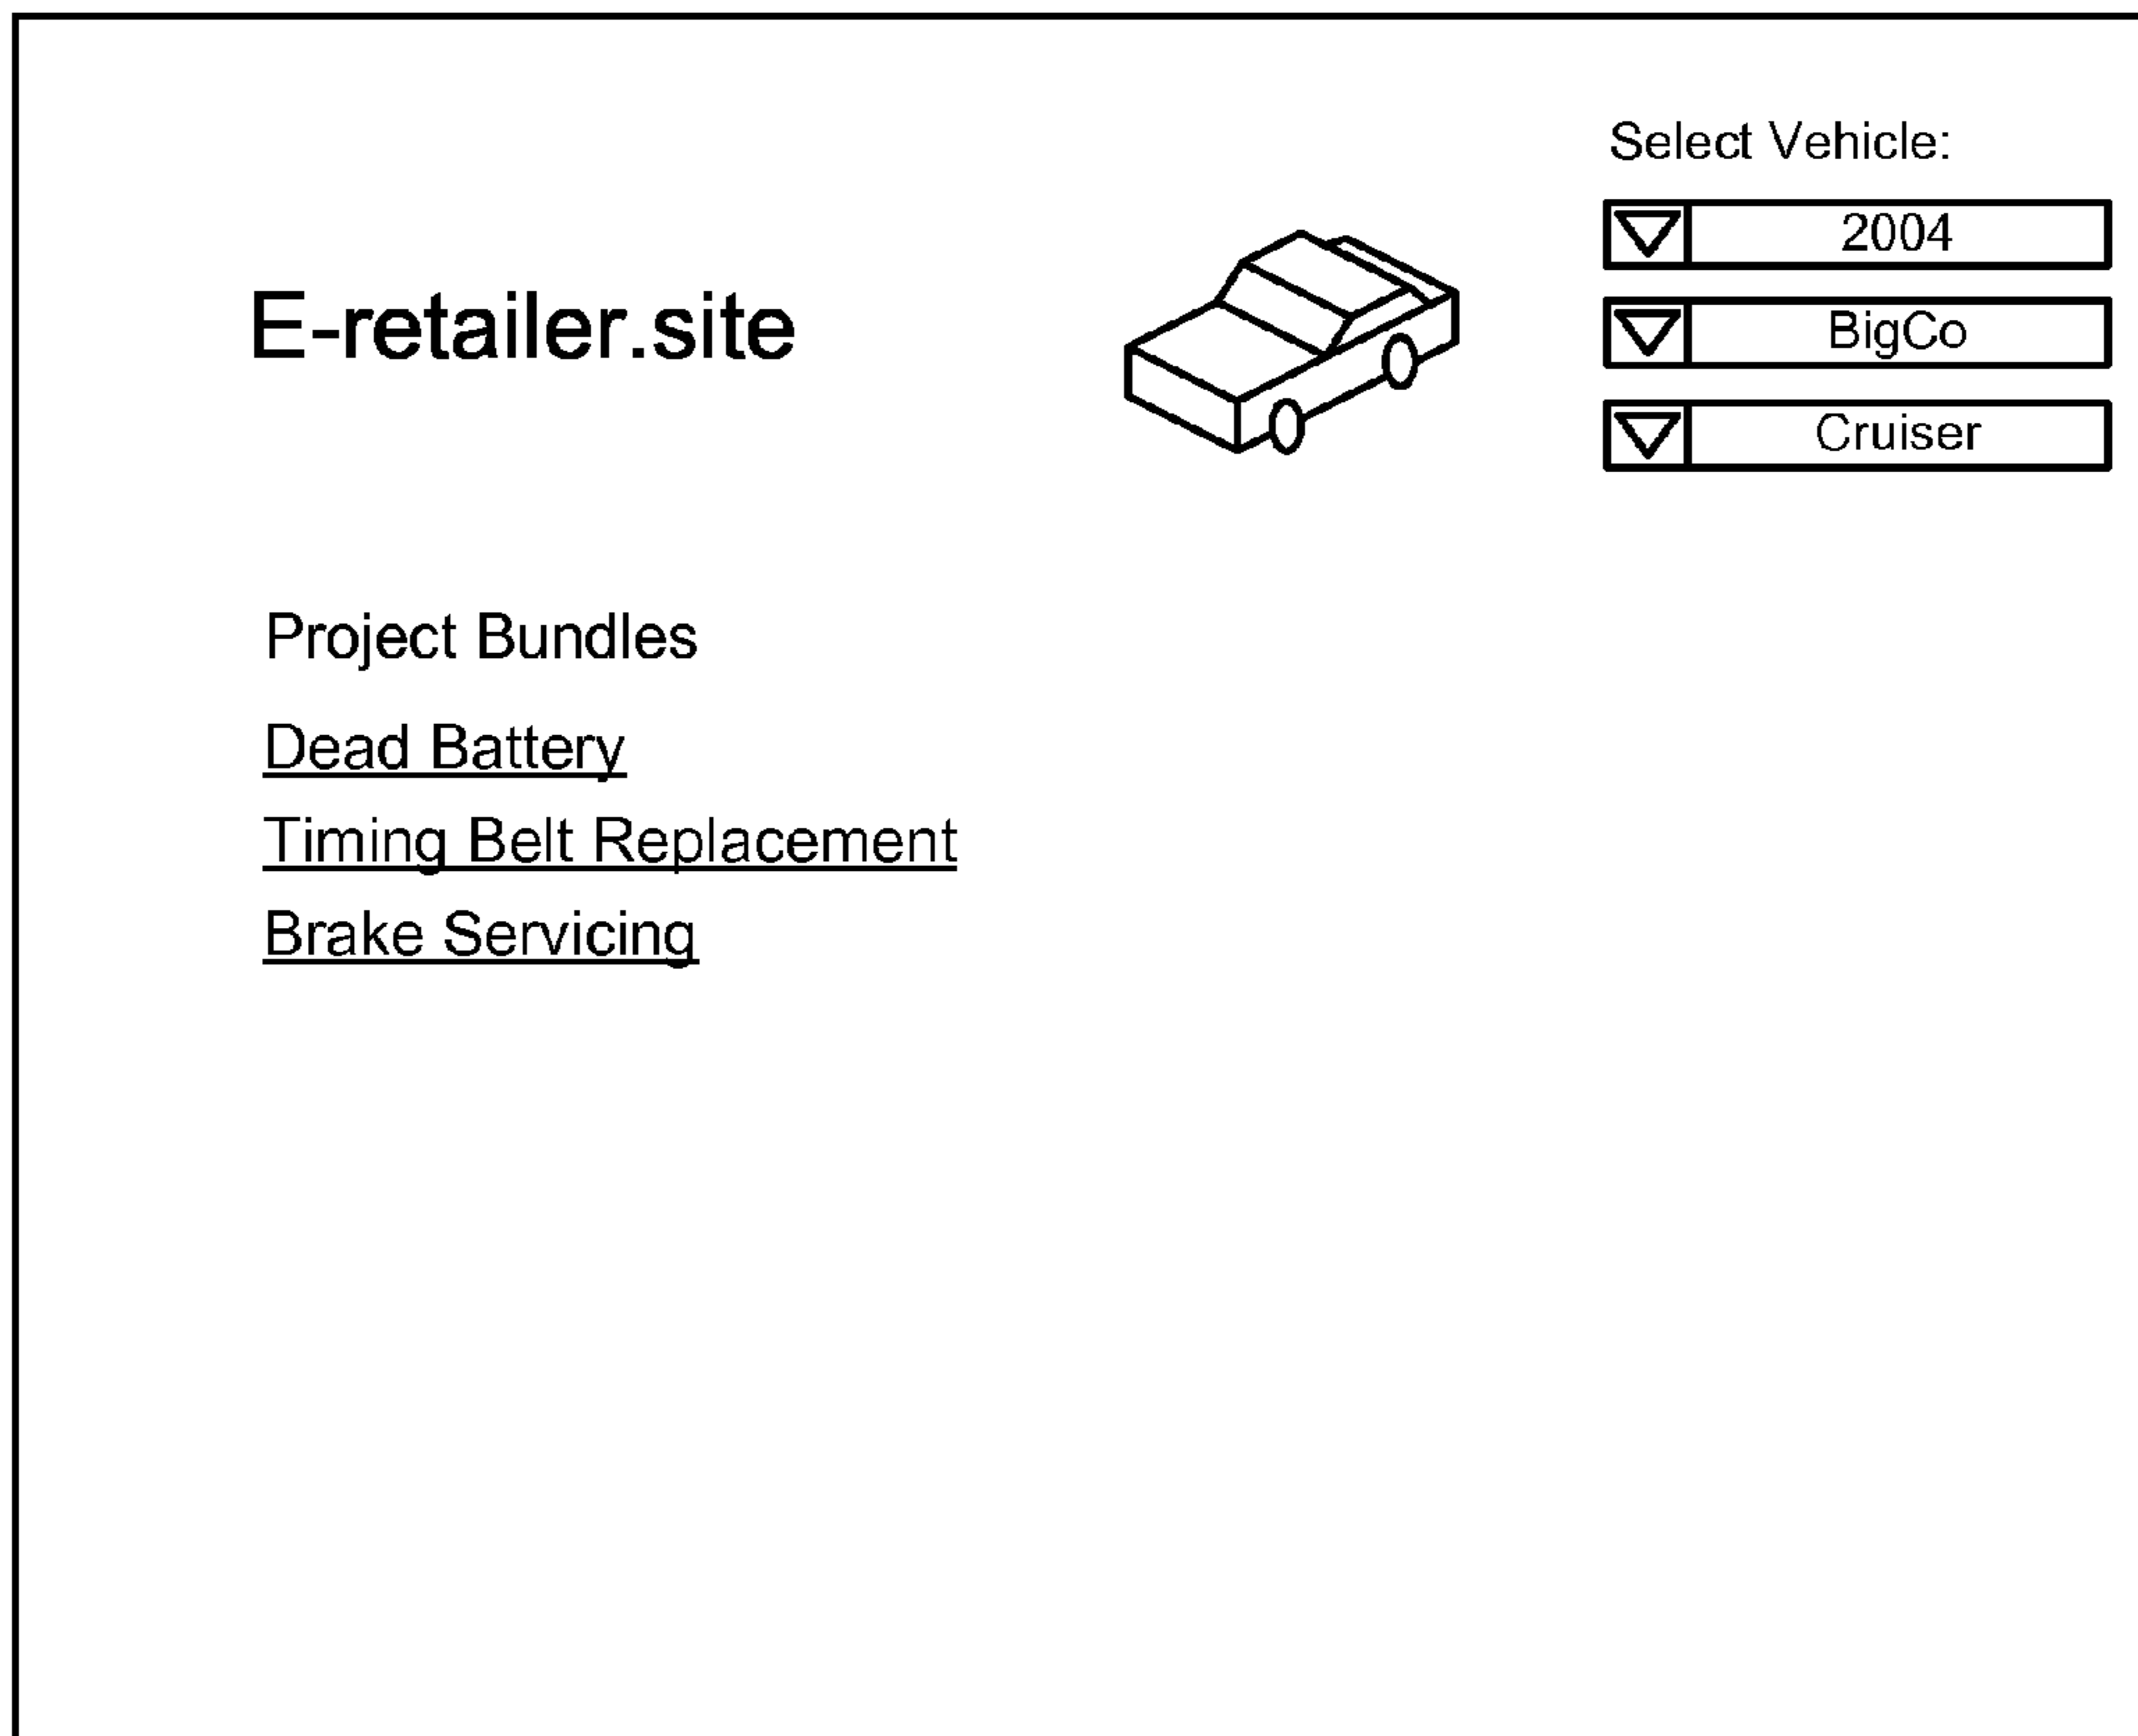 E-retailer.site
Select Vehicle:
2004
BigCo
Cruiser
Project Bundles
Dead Battery
Timing Belt Replacement
Brake Servicing